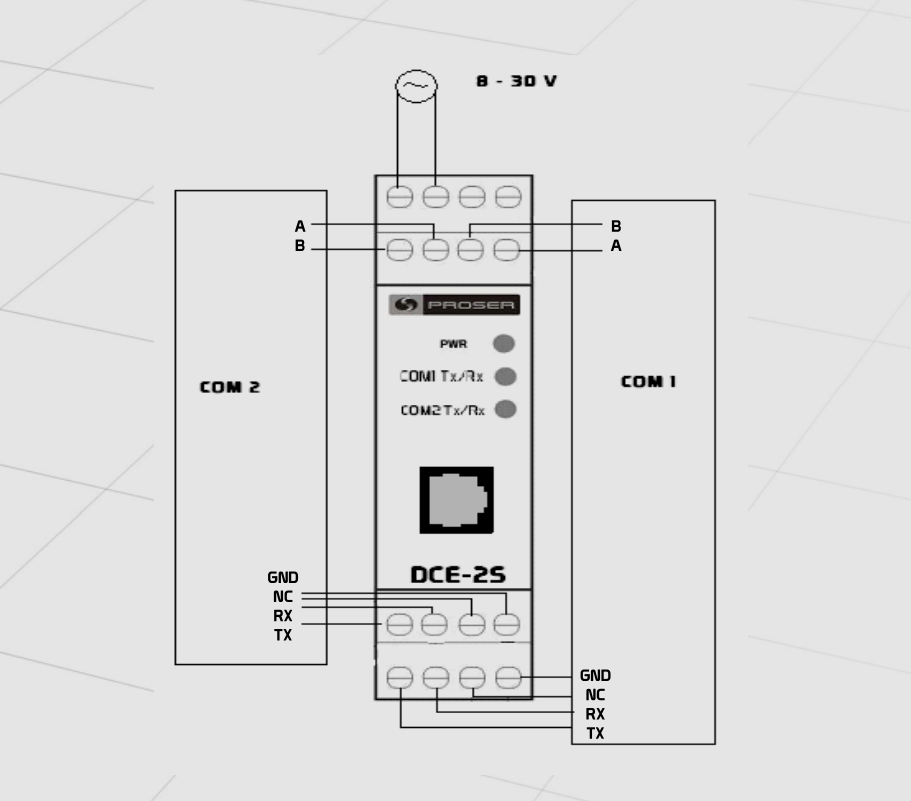 8 - 30 V
A
B
B
A
PROSER
PWR
COM1 Tx/Rx
COM2 Tx/Rx
COM 2
COM 1
DCE-2S
GND
NC
RX
TX
GND
NC
RX
TX